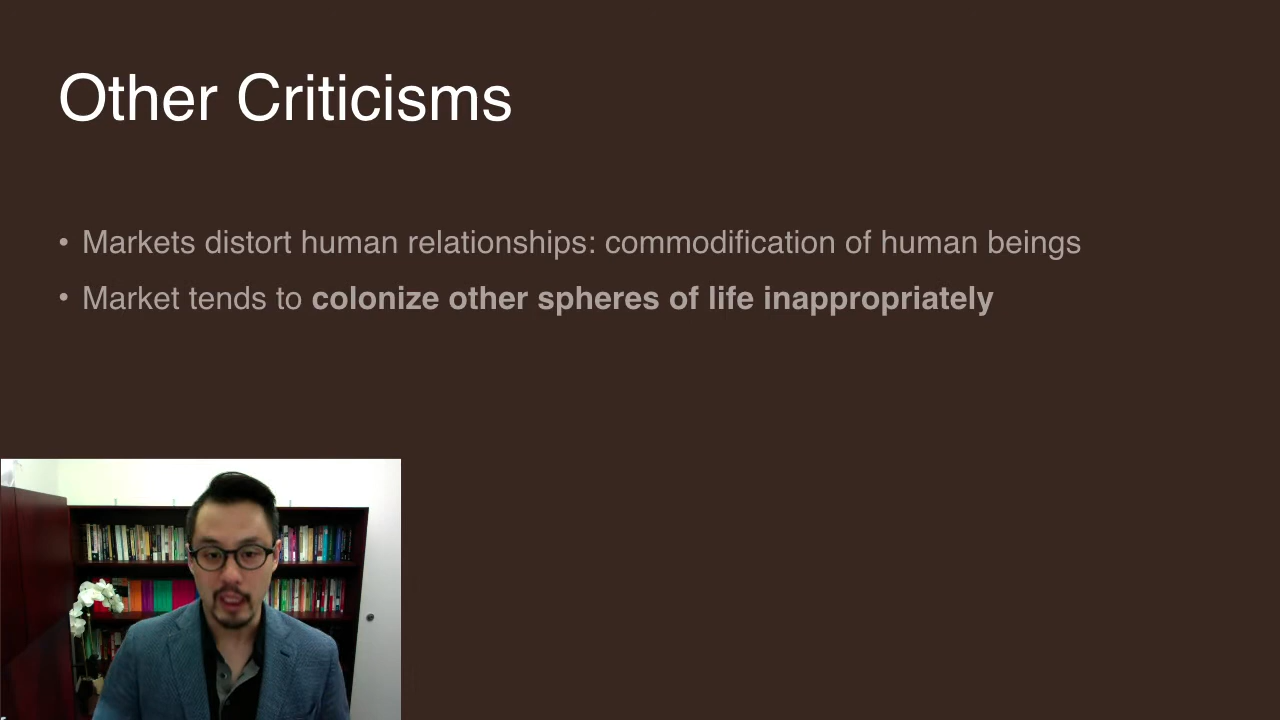 Other Criticisms
• Markets distort human relationships: commodification of human beings
• Market tends to colonize other spheres of life inappropriately